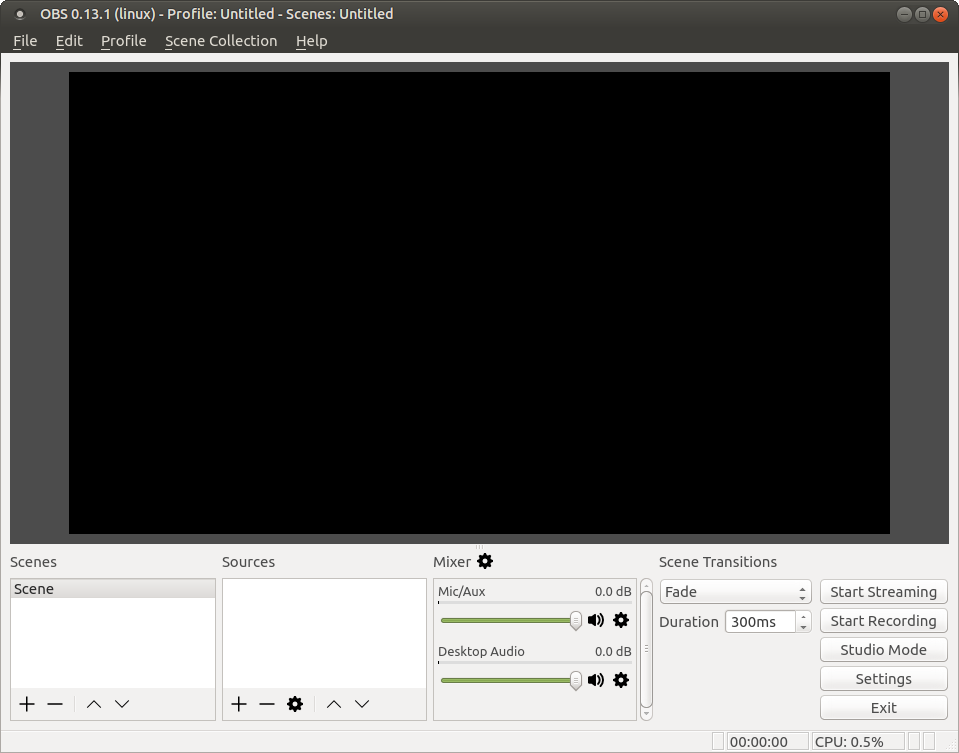 OBS 0.13.1 (linux) - Profile: Untitled - Scenes: Untitled
File Edit Profile Scene Collection Help
Scenes Sources Mixer Scene Transitions
Scene
Mic/Aux 0.0 dB
Fade
Start Streaming
Duration 300ms
Start Recording
Desktop Audio 0.0 dB
Studio Mode
Settings
Exit
00:00:00 CPU: 0.5%